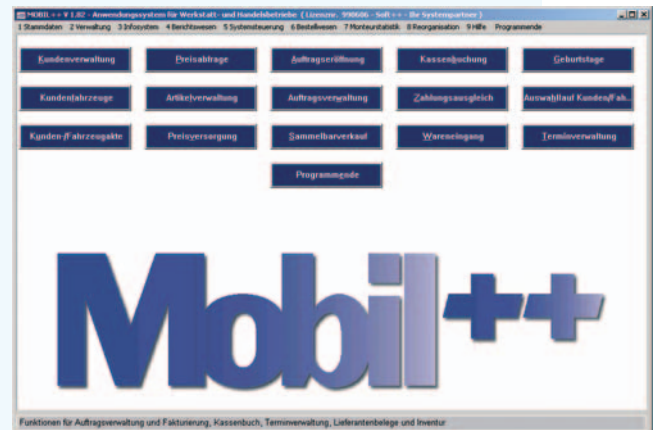 MOBIL ++ V 1.02 - Anwendungssystem für Werkstatt- und Handelsbetriebe ( Lizenznr. 990606 - Soft ++ - Ihr Systempartner )
1 Stammdaten 2 Verwaltung 3 Infosystem 4 Berichtswesen 5 Systemsteuerung 6 Bestellwesen 7 Monteurstatistik 8 Reorganisation 9 Hilfe Programmende
Kundenverwaltung Preisabfrage Auftragseröffnung Kassenbuchung Geburtstage
Kundenfahrzeuge Artikelverwaltung Auftragsverwaltung Zahlungsausgleich Auswahllauf Kunden/Fah..
Kunden-/Fahrzeugakte Preisversorgung Sammelbarverkauf Wareneingang Terminverwaltung
Programmende
Mobil++
Funktionen für Auftragsverwaltung und Fakturierung, Kassenbuch, Terminverwaltung, Lieferantenbelege und Inventur